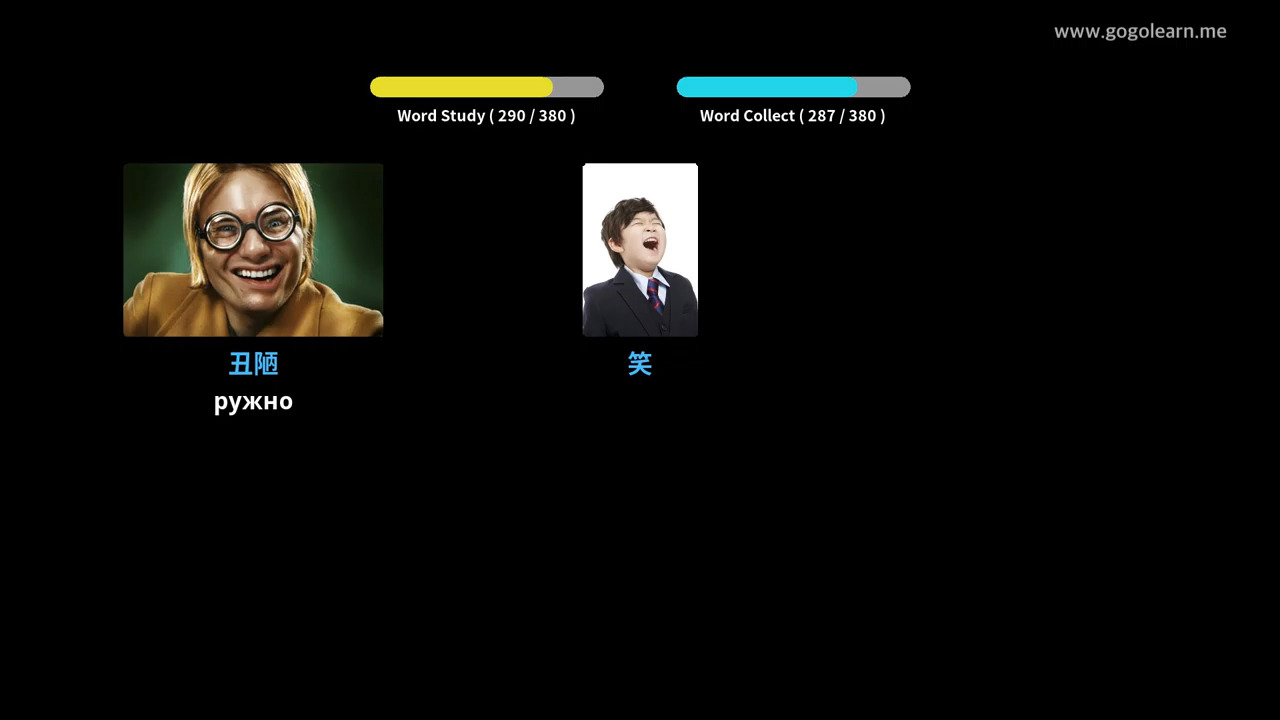 www.gogolearn.me
Word Study ( 290 / 380 )
Word Collect ( 287 / 380 )
丑陋
笑
ружно